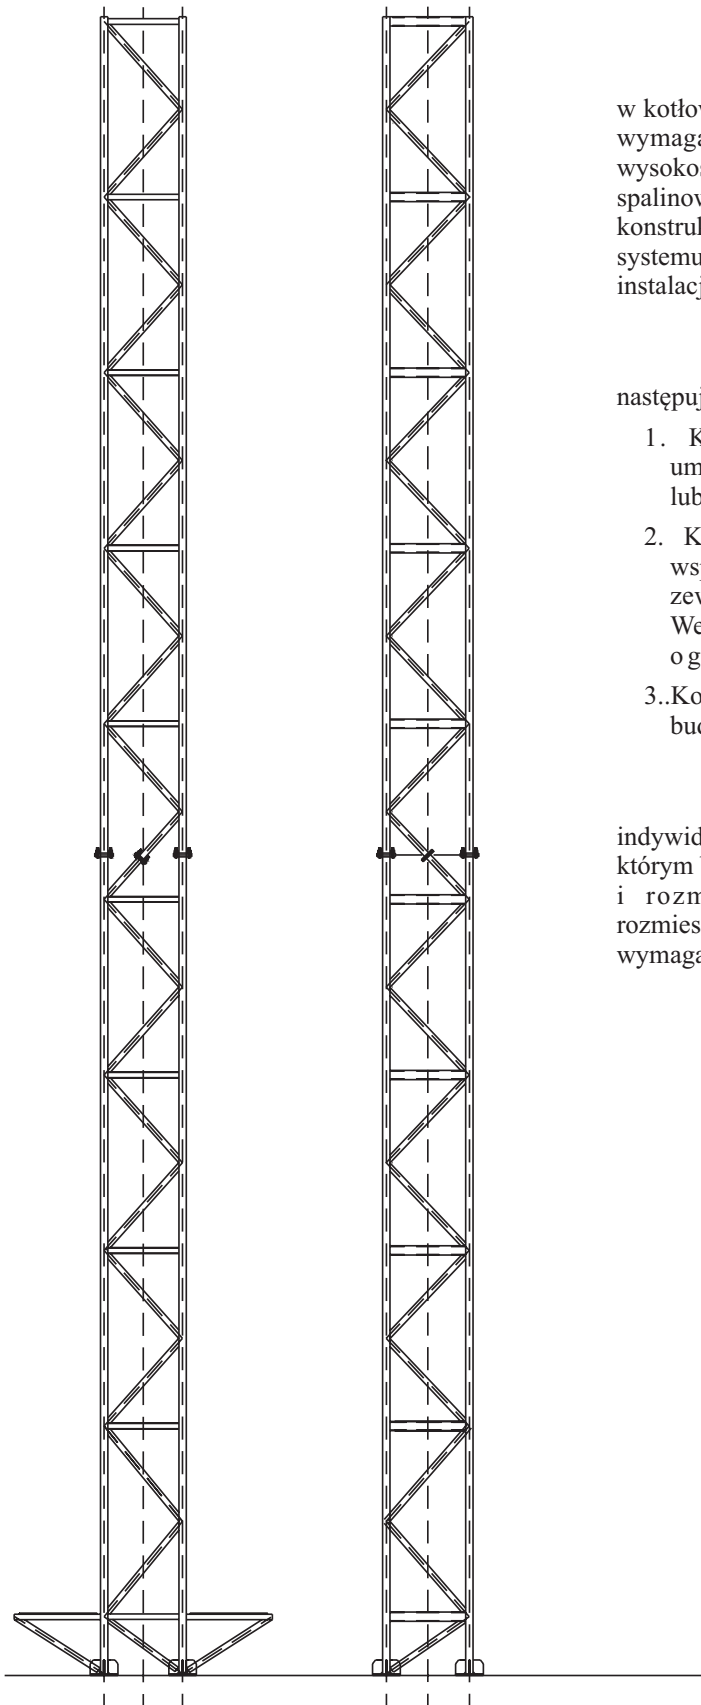 w kotłow
wymaga
wysokoś
spalinow
konstruk
systemu
instalacj
następuj
1. K
um
lub
2. K
wsp
zew
We
o g
3..Ko
bud
indywid
którym
i rozm
rozmies
wymaga